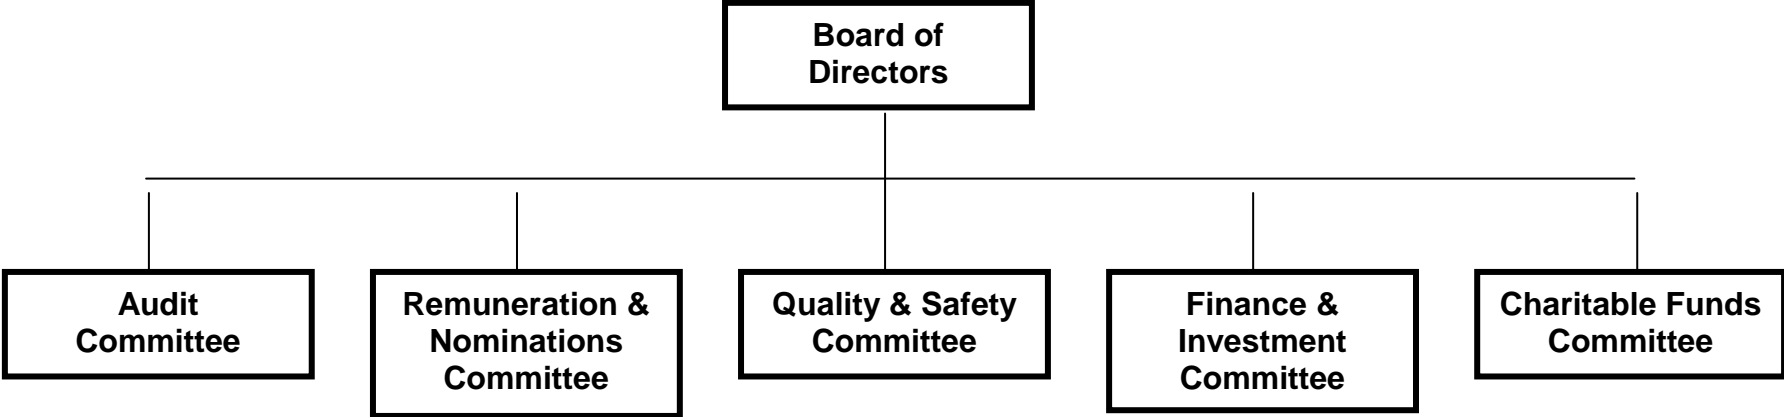 Board of
Directors
Audit
Committee
Remuneration &
Nominations
Committee
Quality & Safety
Committee
Finance &
Investment
Committee
Charitable Funds
Committee